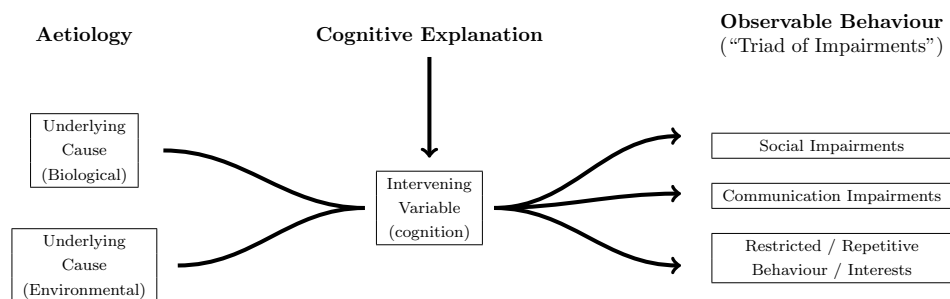 Aetiology
Cognitive Explanation
Observable Behaviour
(“Triad of Impairments”)
Underlying
Cause
(Biological)
Underlying
Cause
(Environmental)
Intervening
Variable
(cognition)
Social Impairments
Communication Impairments
Restricted / Repetitive
Behaviour / Interests